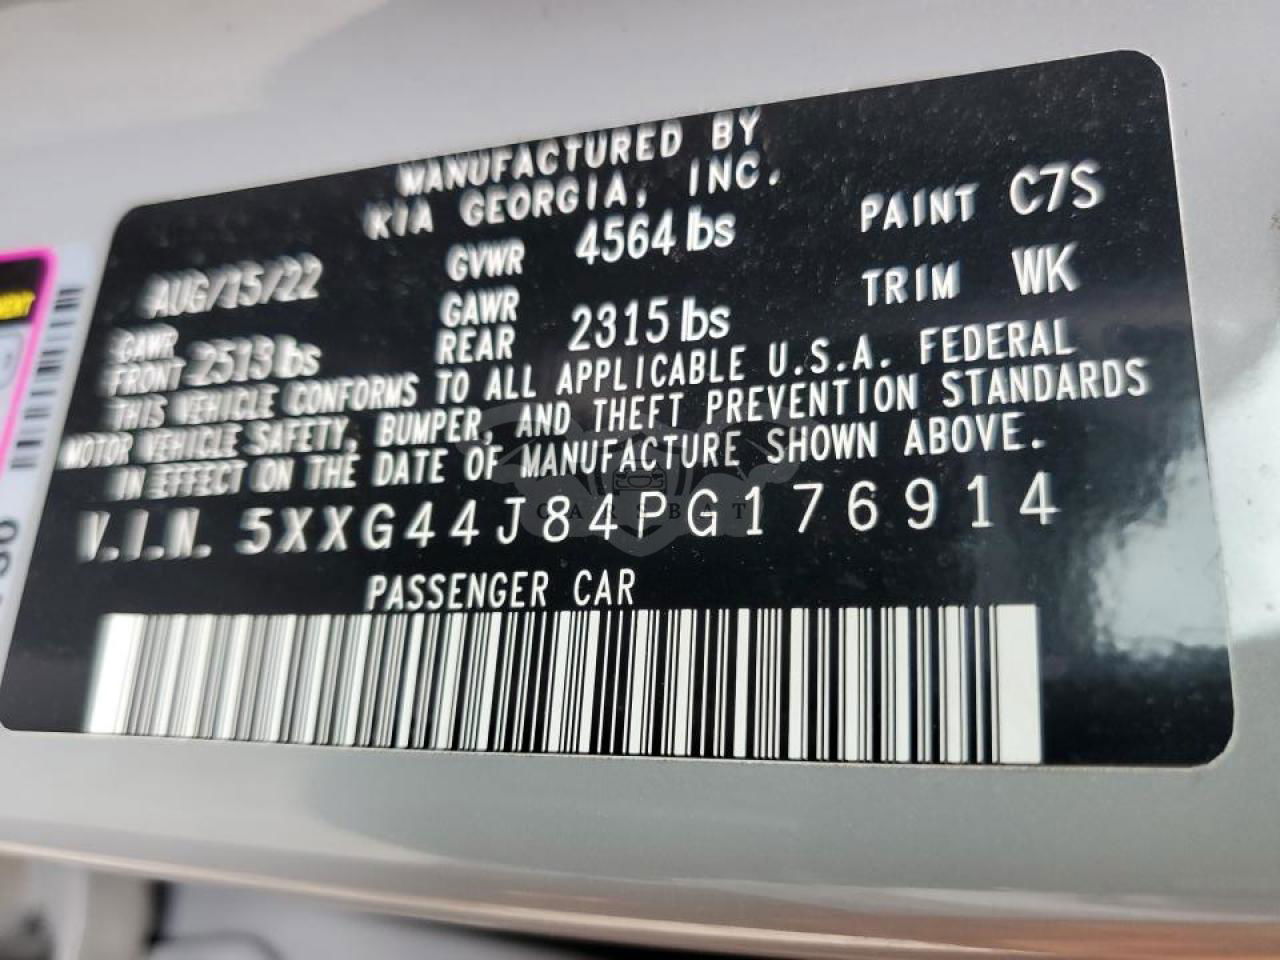 MANUFACTURED BY
KIA GEORGIA, INC.
AUG/15/22 GVWR 4564 lbs PAINT C7S
GAWR FRONT 2513 lbs GAWR REAR 2315 lbs TRIM WK
THIS VEHICLE CONFORMS TO ALL APPLICABLE U.S.A. FEDERAL
MOTOR VEHICLE SAFETY, BUMPER, AND THEFT PREVENTION STANDARDS
IN EFFECT ON THE DATE OF MANUFACTURE SHOWN ABOVE.
V.I.N. 5XXG44J84PG176914
PASSENGER CAR
CARSBAT